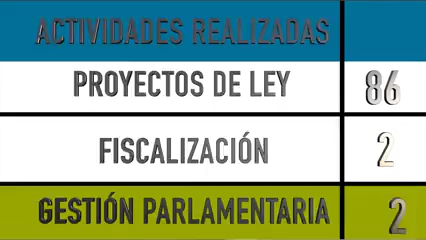 ACTIVIDADES REALIZADAS
PROYECTOS DE LEY 86
FISCALIZACIÓN 2
GESTIÓN PARLAMENTARIA 2